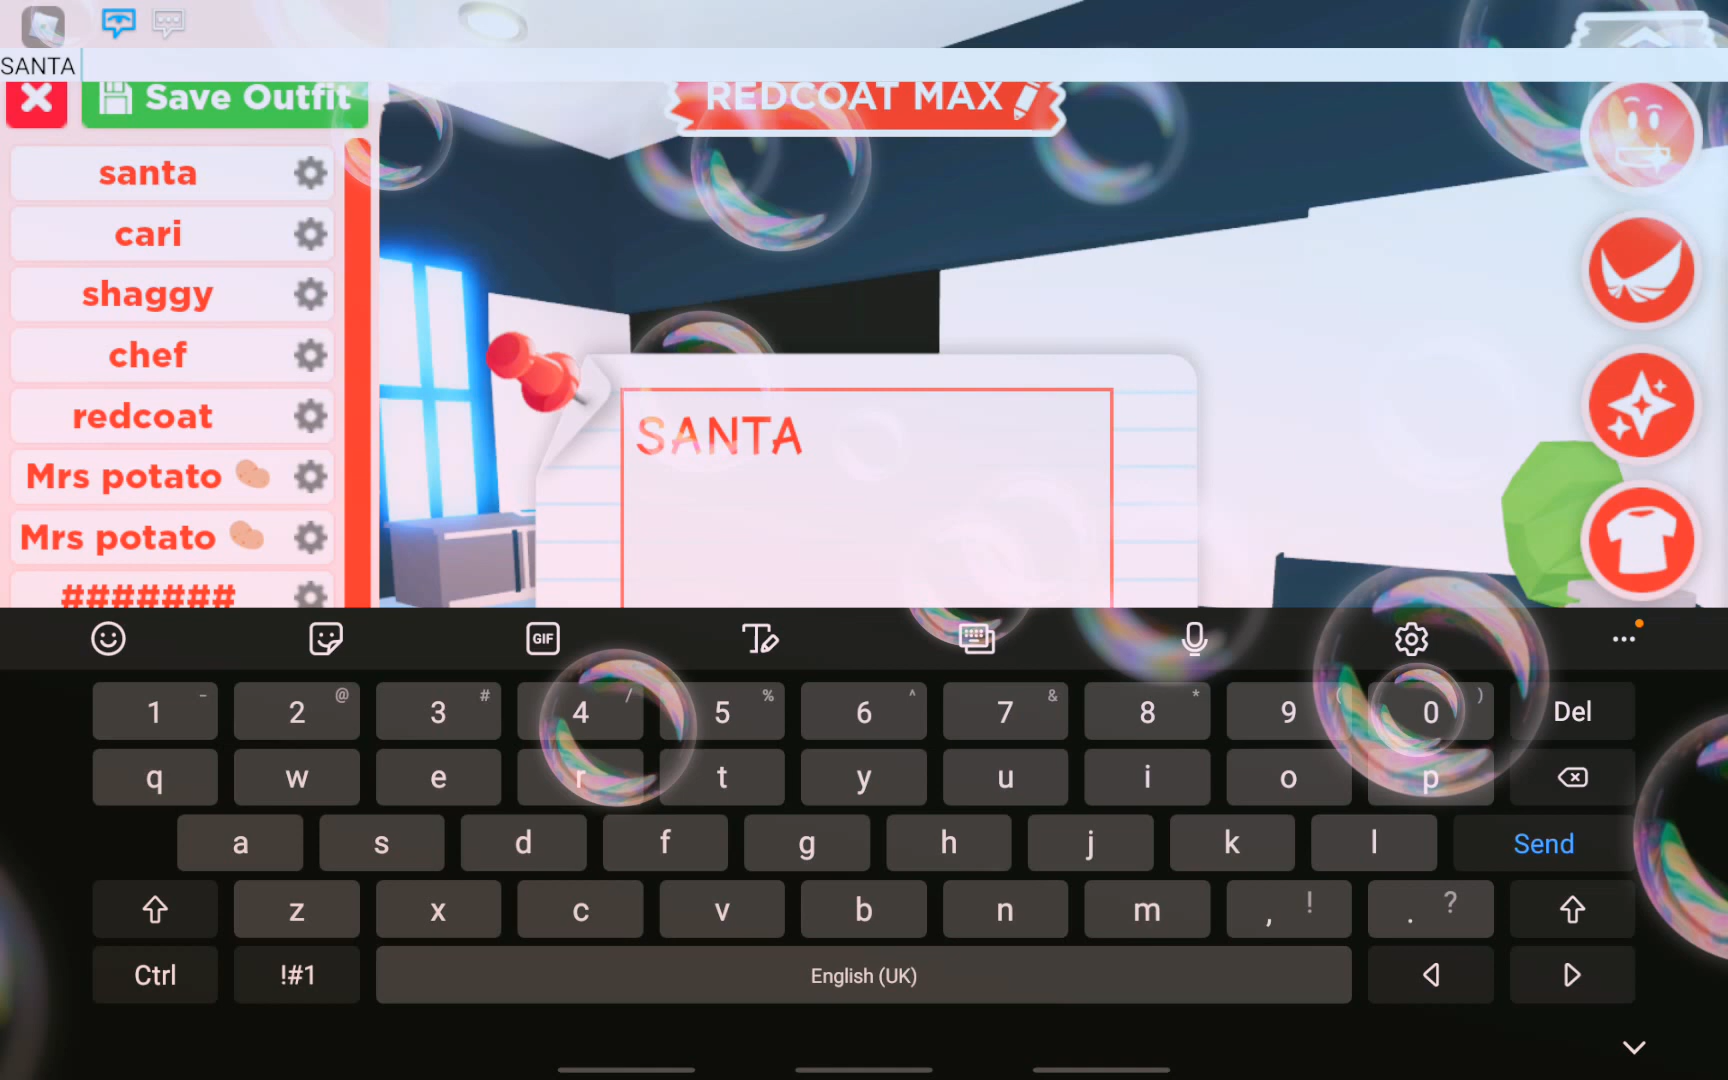 SANTA
Save Outfit
REDCOAT MAX
santa
cari
shaggy
chef
redcoat
Mrs potato 🥔
Mrs potato 🥔
#######
SANTA
GIF
1 - 2 @ 3 # 4 / 5 % 6 ^ 7 & 8 * 9 ( 0 ) Del
q w e r t y u i o p
a s d f g h j k l Send
z x c v b n m , ! . ?
Ctrl !#1 English (UK)